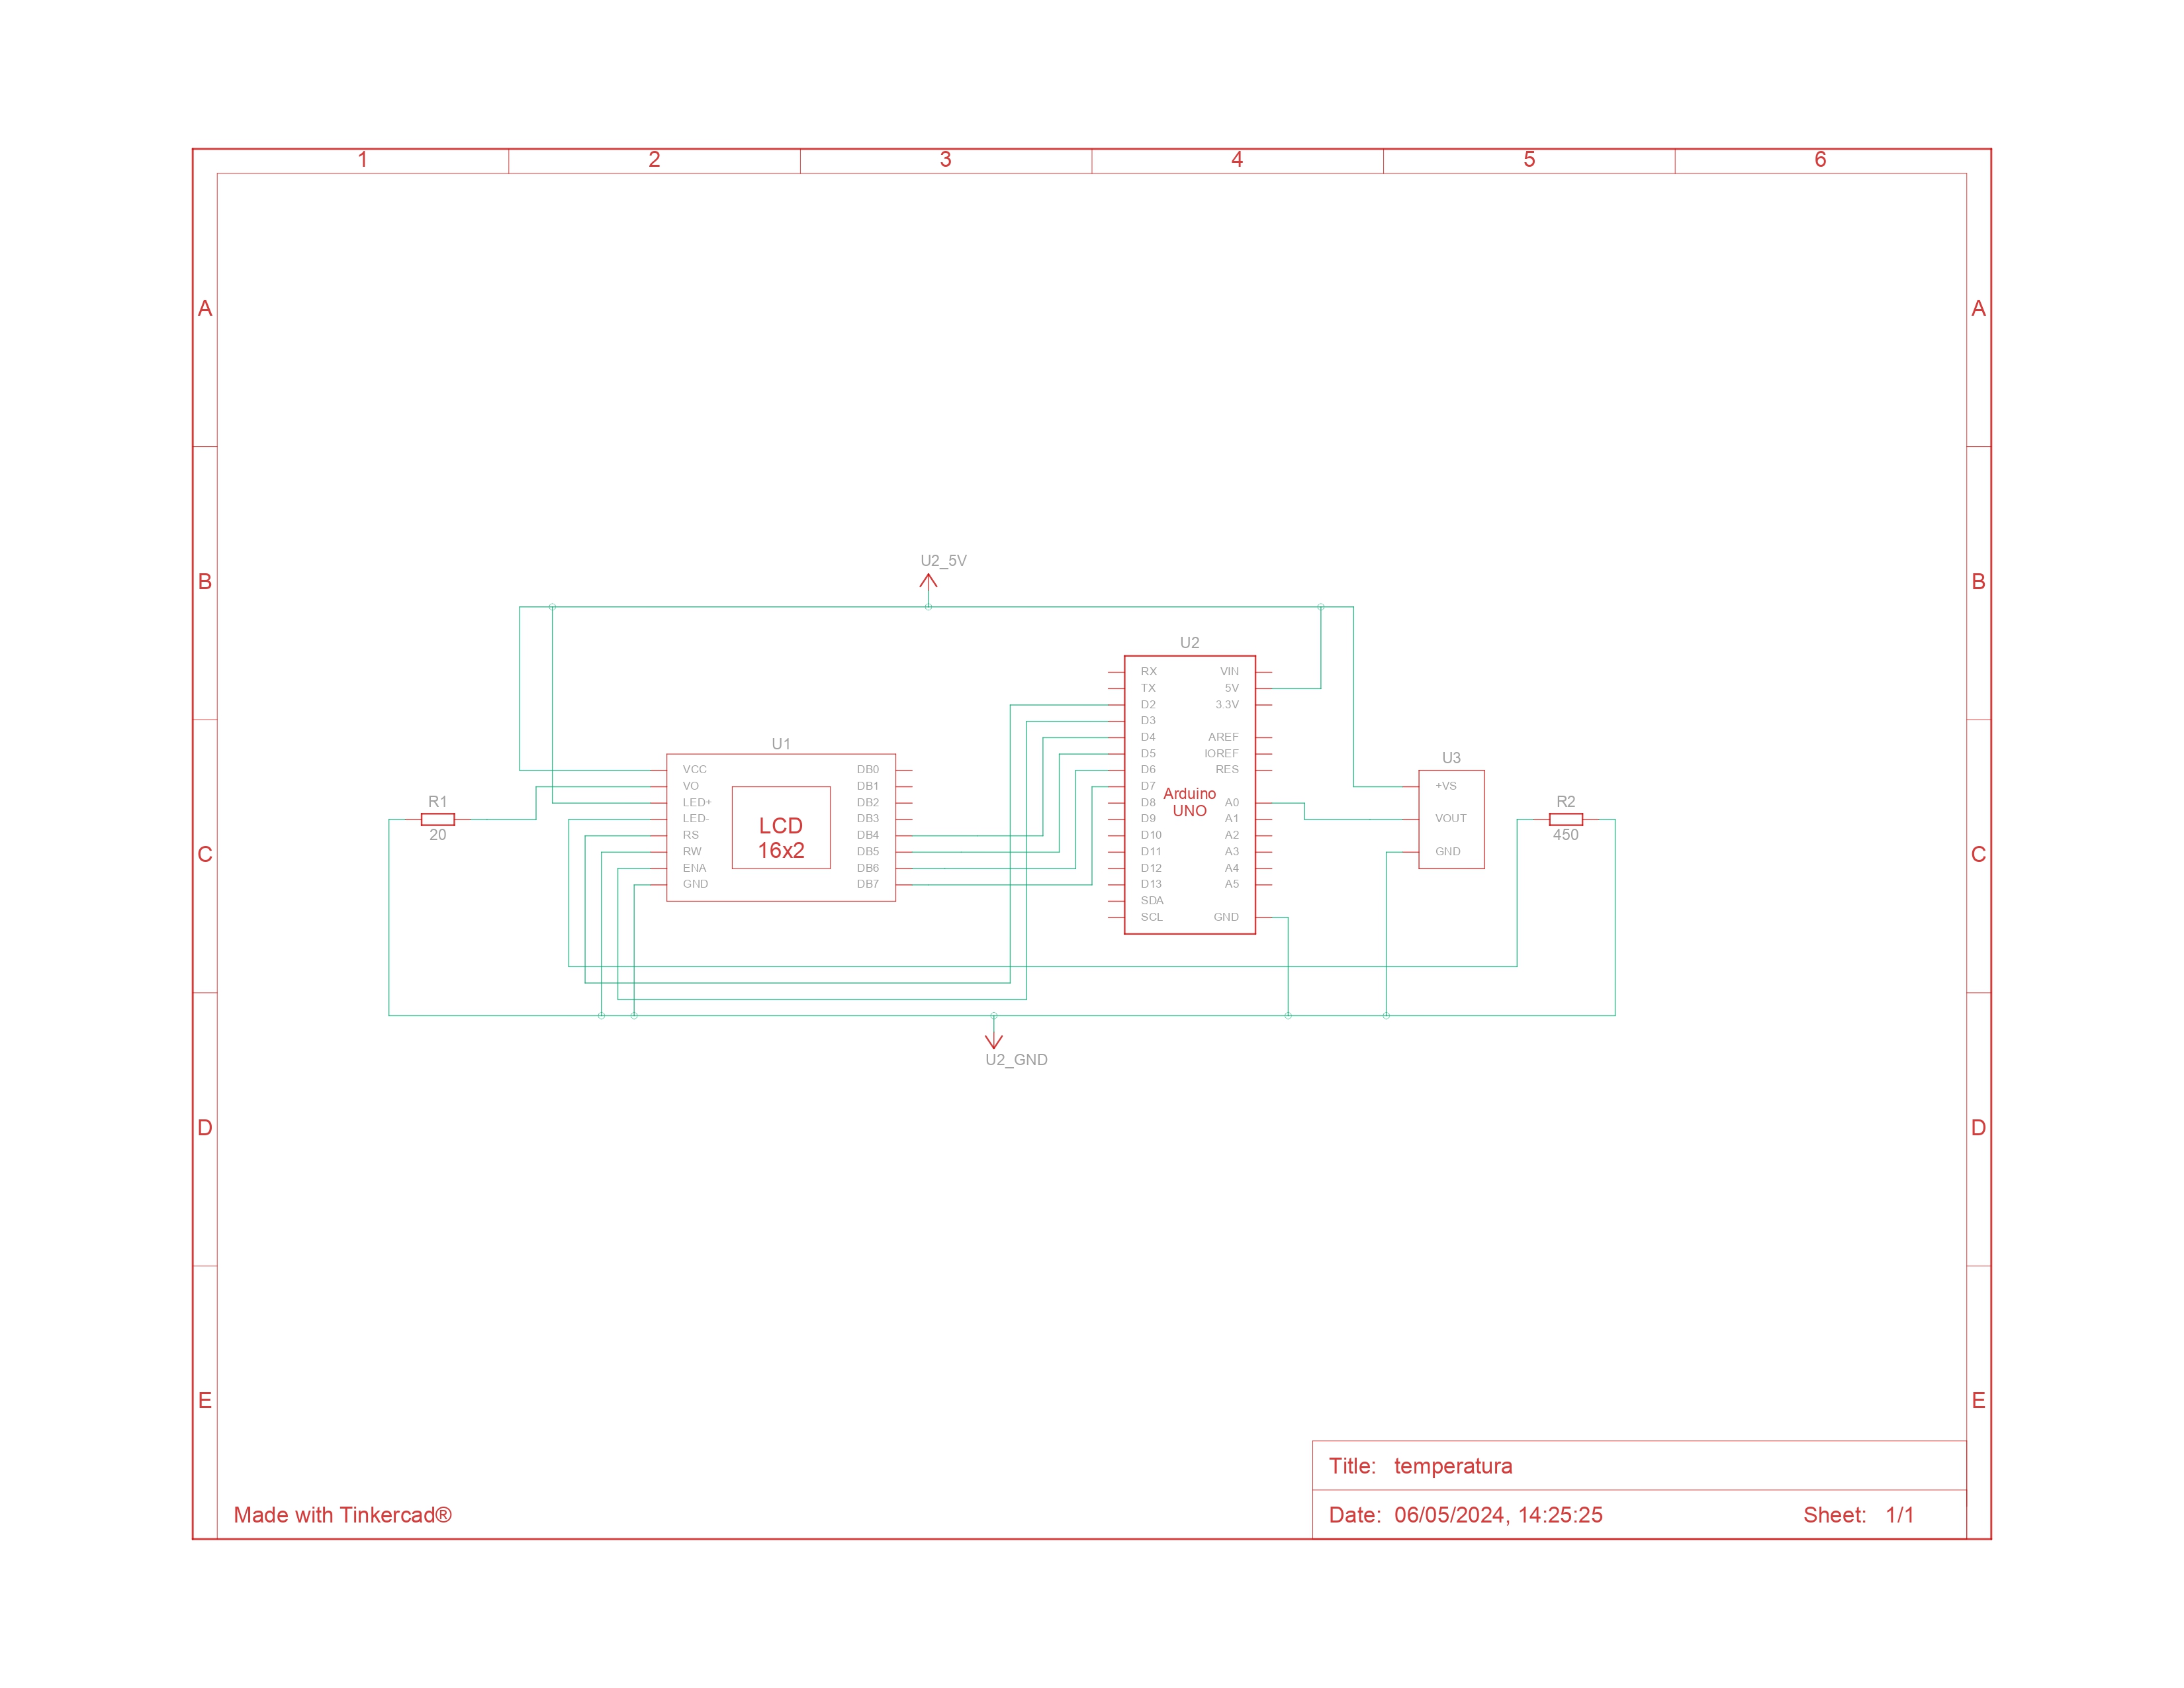 1 2 3 4 5 6
A A
B B
U2_5V
U2
RX VIN
TX 5V
D2 3.3V
D3
D4 AREF
D5 IOREF
D6 RES
D7
D8 A0
D9 A1
D10 A2
D11 A3
D12 A4
D13 A5
SDA
SCL GND
Arduino
UNO
U1
VCC DB0
VO DB1
LED+ DB2
LED- DB3
RS DB4
RW DB5
ENA DB6
GND DB7
LCD
16x2
U3
+VS
VOUT
GND
R1
20
R2
450
C C
U2_GND
D D
E E
Title: temperatura
Made with Tinkercad®
Date: 06/05/2024, 14:25:25 Sheet: 1/1